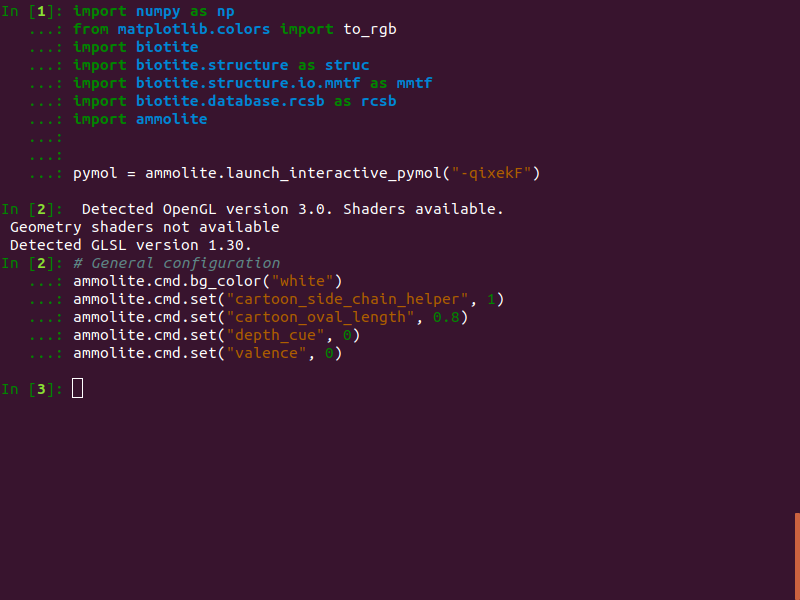 In [1]: import numpy as np
   ...: from matplotlib.colors import to_rgb
   ...: import biotite
   ...: import biotite.structure as struc
   ...: import biotite.structure.io.mmtf as mmtf
   ...: import biotite.database.rcsb as rcsb
   ...: import ammolite
   ...:
   ...:
   ...: pymol = ammolite.launch_interactive_pymol("-qixekF")
In [2]:  Detected OpenGL version 3.0. Shaders available.
 Geometry shaders not available
 Detected GLSL version 1.30.
In [2]: # General configuration
   ...: ammolite.cmd.bg_color("white")
   ...: ammolite.cmd.set("cartoon_side_chain_helper", 1)
   ...: ammolite.cmd.set("cartoon_oval_length", 0.8)
   ...: ammolite.cmd.set("depth_cue", 0)
   ...: ammolite.cmd.set("valence", 0)
In [3]: